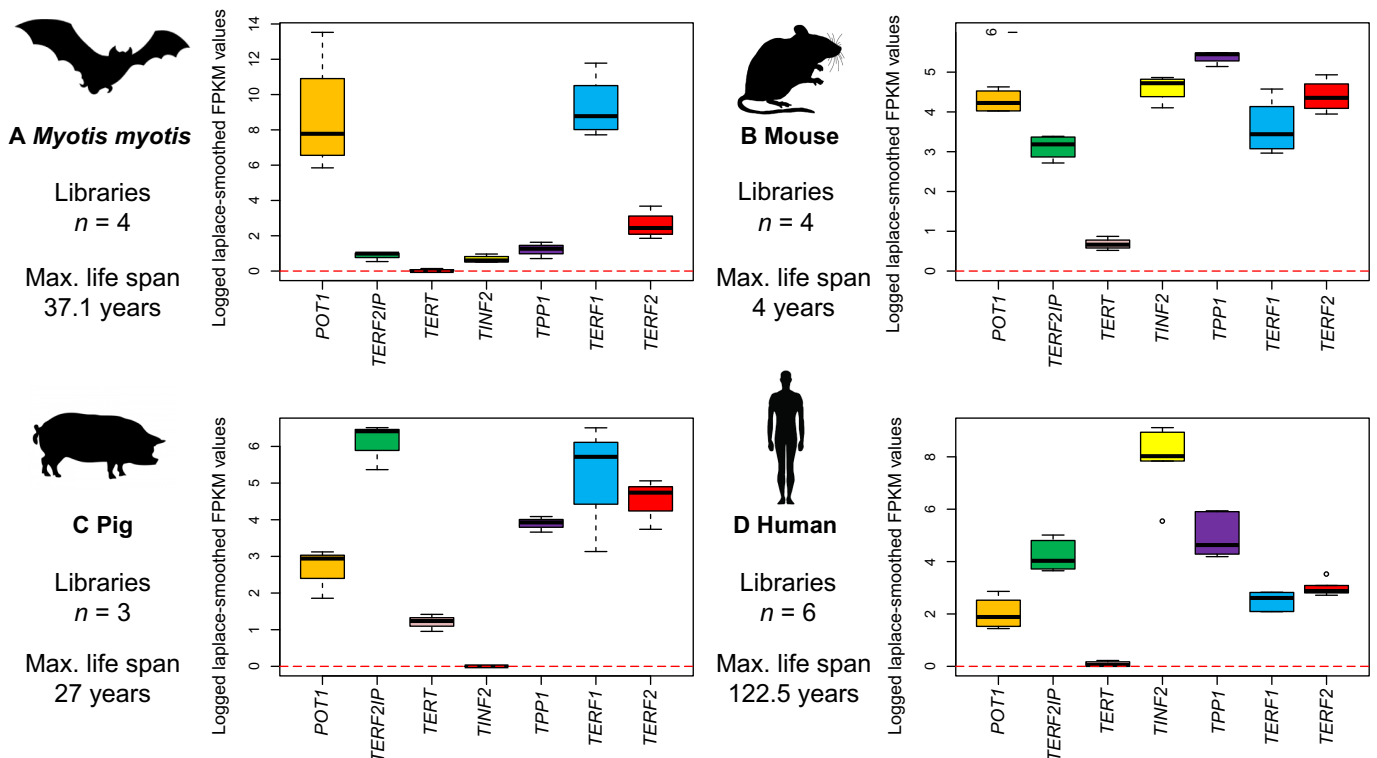 A Myotis myotis
Libraries
n = 4
Max. life span
37.1 years
Logged laplace-smoothed FPKM values
14
12
10
8
6
4
2
0
POT1
TERF2IP
TERT
TINF2
TPP1
TERF1
TERF2
B Mouse
Libraries
n = 4
Max. life span
4 years
Logged laplace-smoothed FPKM values
6
5
4
3
2
1
0
POT1
TERF2IP
TERT
TINF2
TPP1
TERF1
TERF2
C Pig
Libraries
n = 3
Max. life span
27 years
Logged laplace-smoothed FPKM values
6
5
4
3
2
1
0
POT1
TERF2IP
TERT
TINF2
TPP1
TERF1
TERF2
D Human
Libraries
n = 6
Max. life span
122.5 years
Logged laplace-smoothed FPKM values
8
6
4
2
0
POT1
TERF2IP
TERT
TINF2
TPP1
TERF1
TERF2